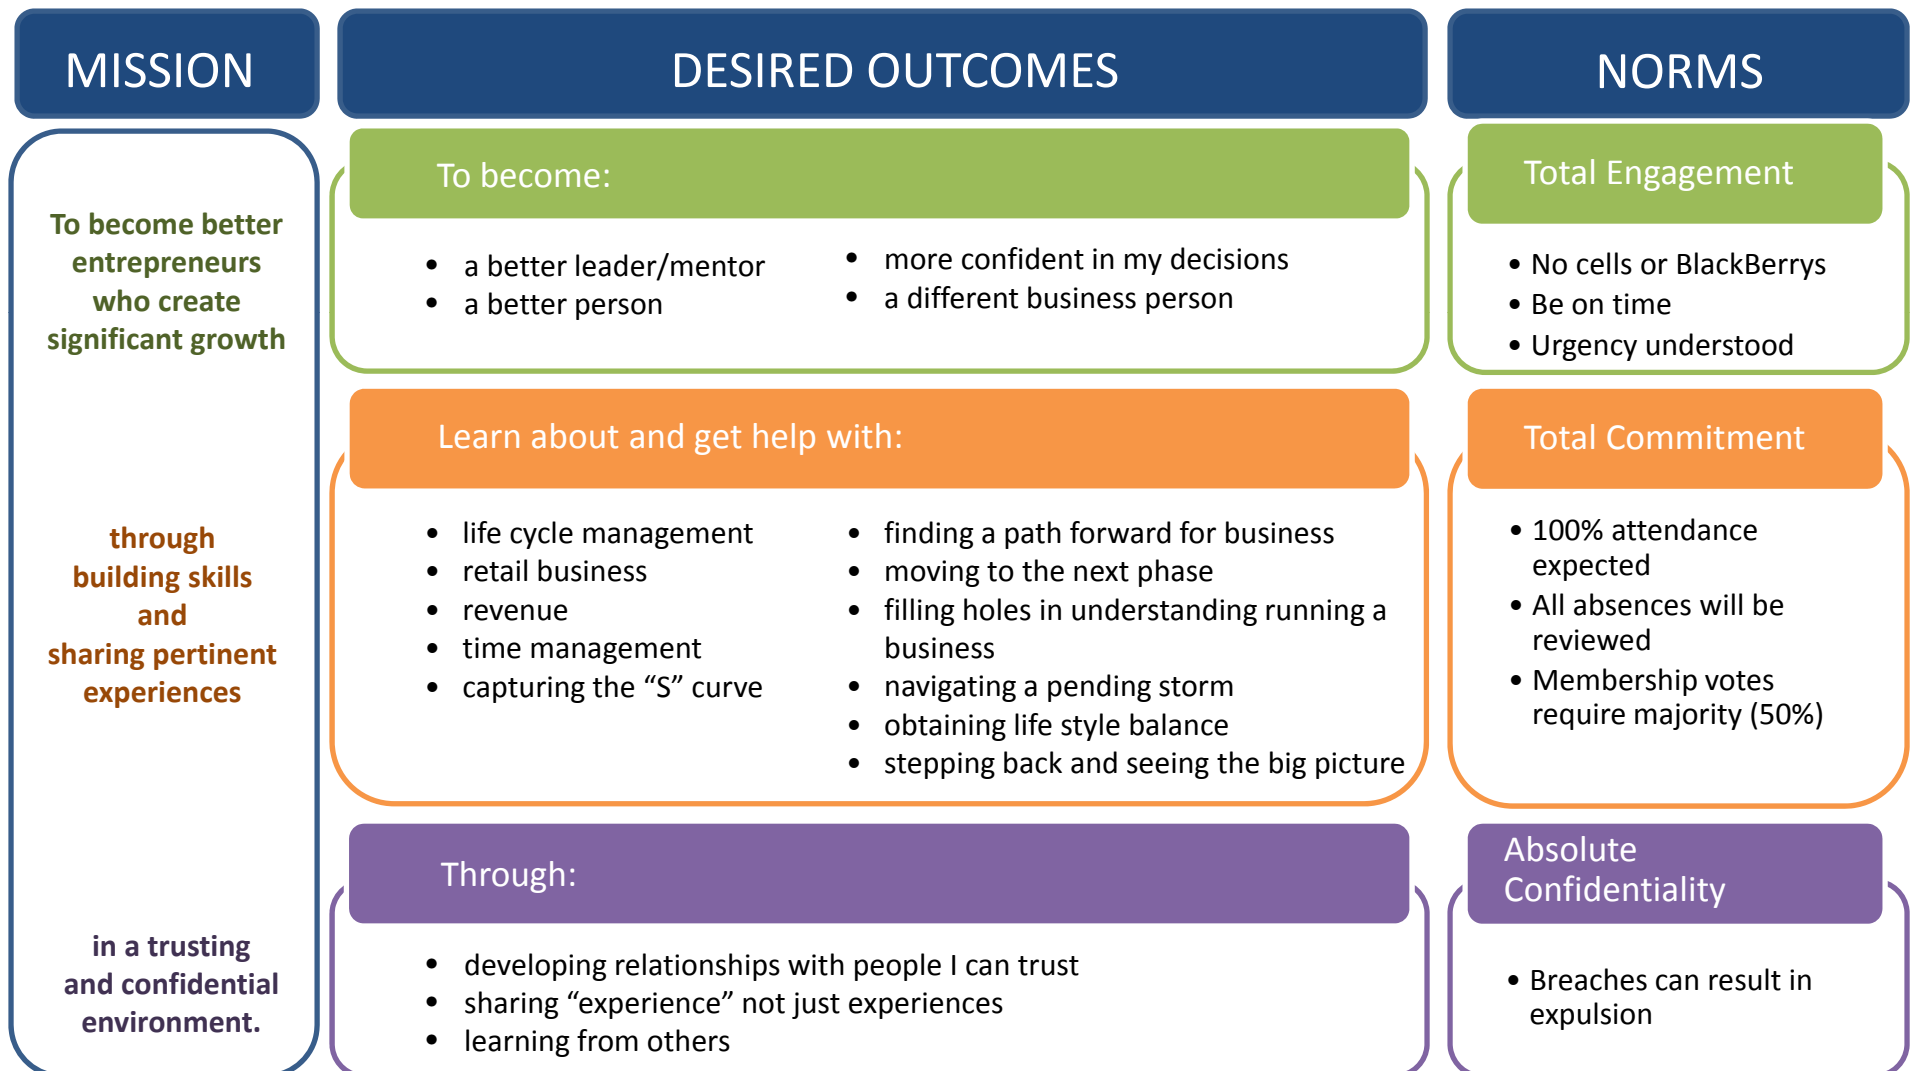 MISSION
DESIRED OUTCOMES
NORMS
To become better
entrepreneurs
who create
significant growth
through
building skills
and
sharing pertinent
experiences
in a trusting
and confidential
environment.
To become:
• a better leader/mentor
• a better person
• more confident in my decisions
• a different business person
Learn about and get help with:
• life cycle management
• retail business
• revenue
• time management
• capturing the “S” curve
• finding a path forward for business
• moving to the next phase
• filling holes in understanding running a
business
• navigating a pending storm
• obtaining life style balance
• stepping back and seeing the big picture
Through:
• developing relationships with people I can trust
• sharing “experience” not just experiences
• learning from others
Total Engagement
• No cells or BlackBerrys
• Be on time
• Urgency understood
Total Commitment
• 100% attendance
expected
• All absences will be
reviewed
• Membership votes
require majority (50%)
Absolute
Confidentiality
• Breaches can result in
expulsion